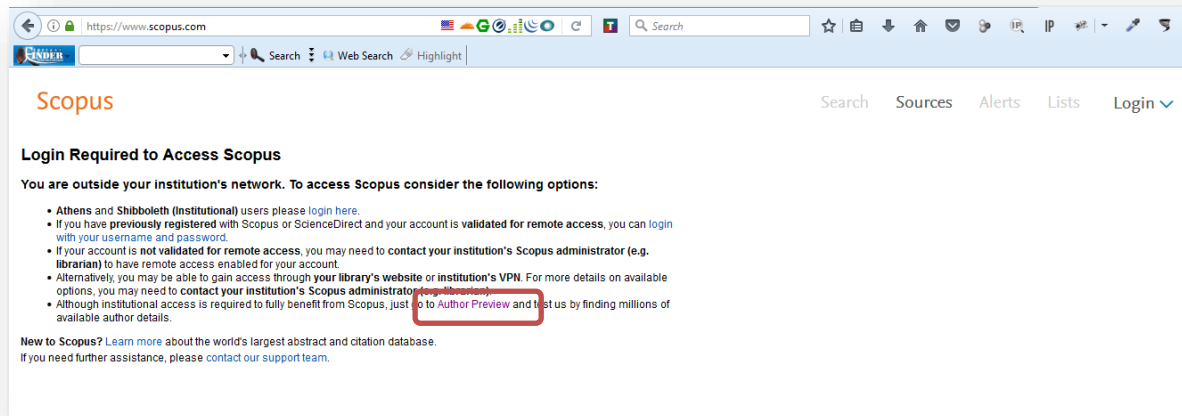 https://www.scopus.com
Search
FINDER
Search Web Search Highlight
Scopus
Search Sources Alerts Lists Login
Login Required to Access Scopus
You are outside your institution's network. To access Scopus consider the following options:
• Athens and Shibboleth (Institutional) users please login here.
• If you have previously registered with Scopus or ScienceDirect and your account is validated for remote access, you can login
with your username and password.
• If your account is not validated for remote access, you may need to contact your institution's Scopus administrator (e.g.
librarian) to have remote access enabled for your account.
• Alternatively, you may be able to gain access through your library's website or institution's VPN. For more details on available
options, you may need to contact your institution's Scopus administrator (e.g. librarian).
• Although institutional access is required to fully benefit from Scopus, just go to Author Preview and test us by finding millions of
available author details.
New to Scopus? Learn more about the world's largest abstract and citation database.
If you need further assistance, please contact our support team.